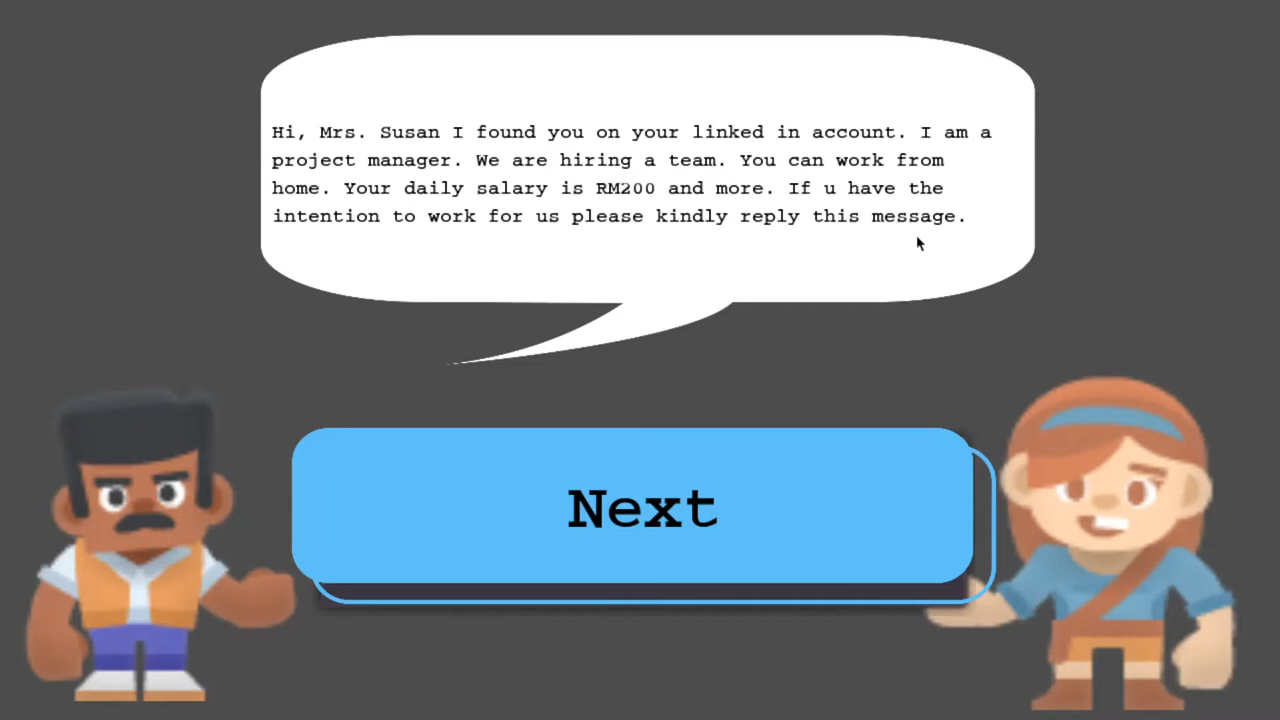 Hi, Mrs. Susan I found you on your linked in account. I am a
project manager. We are hiring a team. You can work from
home. Your daily salary is RM200 and more. If u have the
intention to work for us please kindly reply this message.
Next